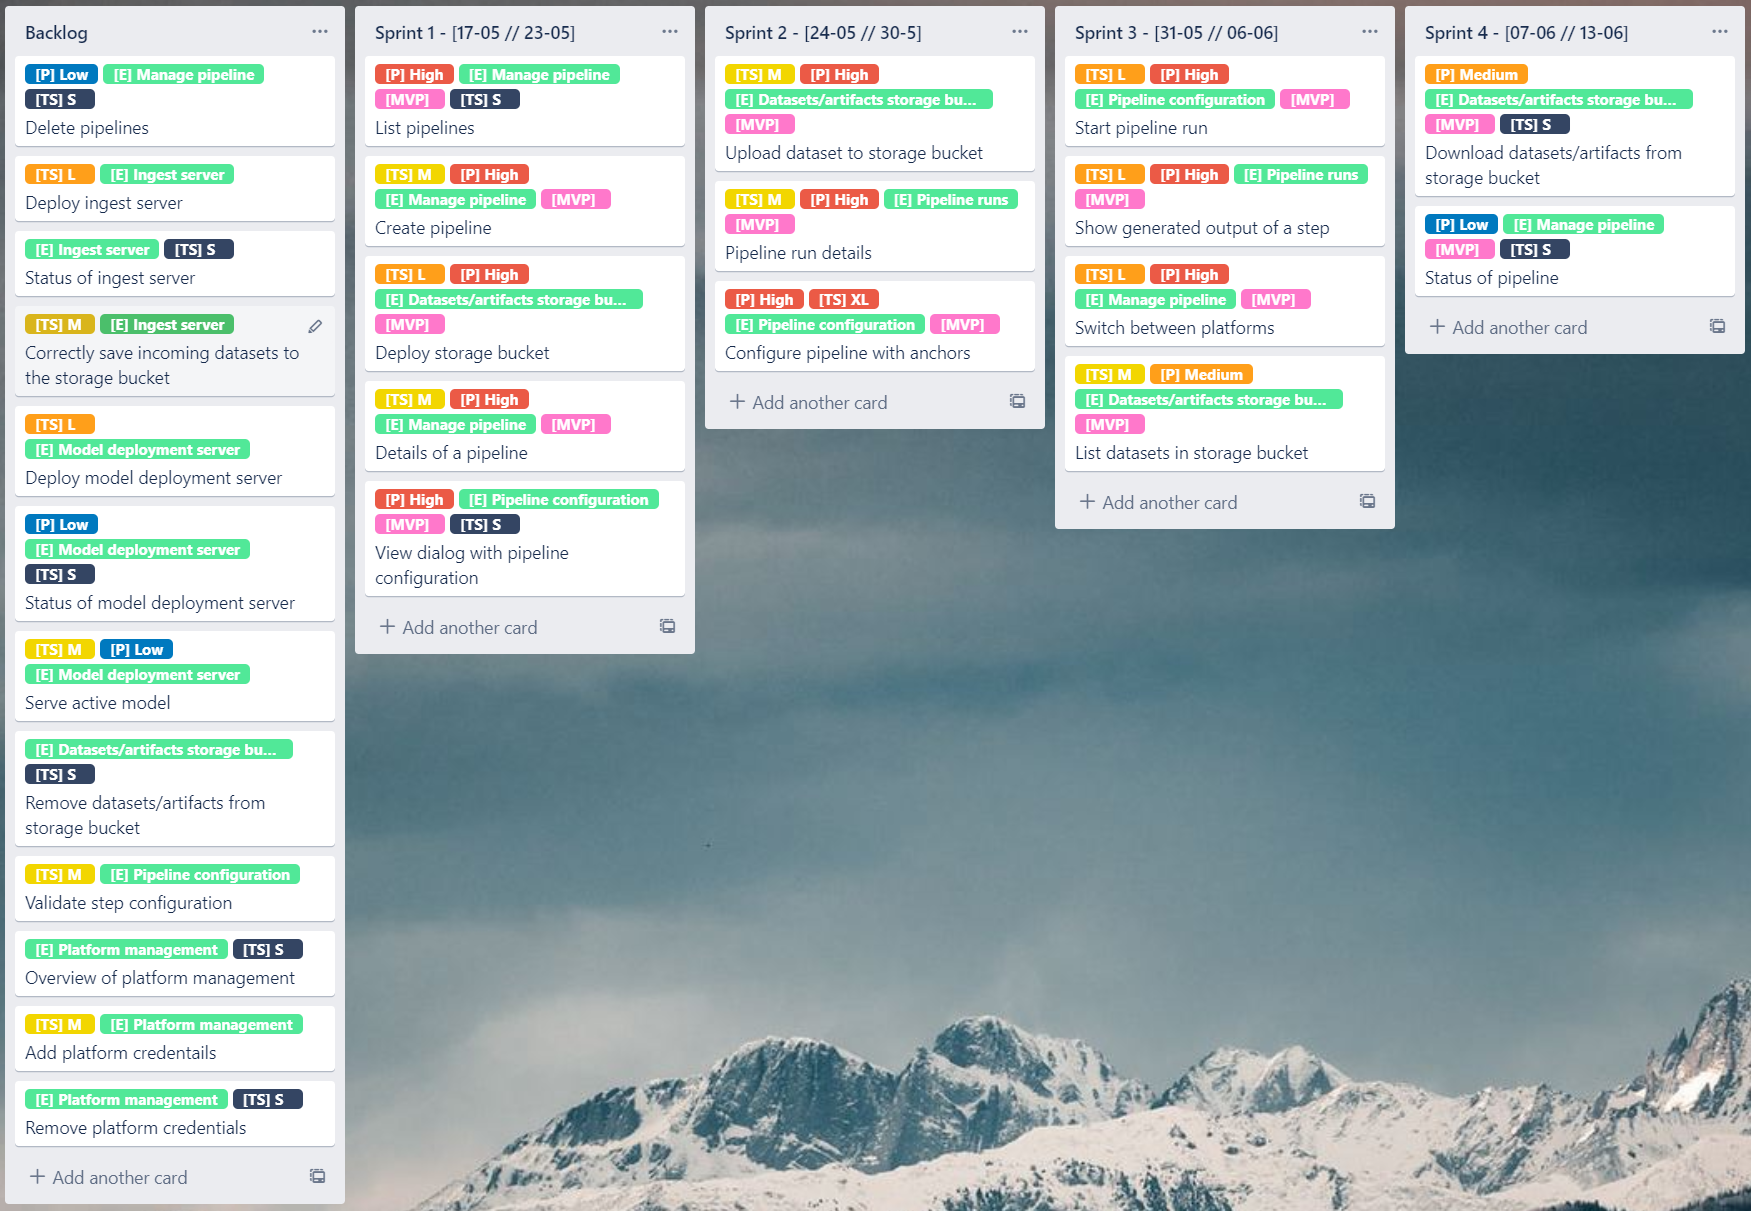 Backlog
[P] Low [E] Manage pipeline
[TS] S
Delete pipelines
[TS] L [E] Ingest server
Deploy ingest server
[E] Ingest server [TS] S
Status of ingest server
[TS] M [E] Ingest server
Correctly save incoming datasets to
the storage bucket
[TS] L
[E] Model deployment server
Deploy model deployment server
[P] Low
[E] Model deployment server
[TS] S
Status of model deployment server
[TS] M [P] Low
[E] Model deployment server
Serve active model
[E] Datasets/artifacts storage bu...
[TS] S
Remove datasets/artifacts from
storage bucket
[TS] M [E] Pipeline configuration
Validate step configuration
[E] Platform management [TS] S
Overview of platform management
[TS] M [E] Platform management
Add platform credentails
[E] Platform management [TS] S
Remove platform credentials
+ Add another card
Sprint 1 - [17-05 // 23-05]
[P] High [E] Manage pipeline
[MVP] [TS] S
List pipelines
[TS] M [P] High
[E] Manage pipeline [MVP]
Create pipeline
[TS] L [P] High
[E] Datasets/artifacts storage bu...
[MVP]
Deploy storage bucket
[TS] M [P] High
[E] Manage pipeline [MVP]
Details of a pipeline
[P] High [E] Pipeline configuration
[MVP] [TS] S
View dialog with pipeline
configuration
+ Add another card
Sprint 2 - [24-05 // 30-5]
[TS] M [P] High
[E] Datasets/artifacts storage bu...
[MVP]
Upload dataset to storage bucket
[TS] M [P] High [E] Pipeline runs
[MVP]
Pipeline run details
[P] High [TS] XL
[E] Pipeline configuration [MVP]
Configure pipeline with anchors
+ Add another card
Sprint 3 - [31-05 // 06-06]
[TS] L [P] High
[E] Pipeline configuration [MVP]
Start pipeline run
[TS] L [P] High [E] Pipeline runs
[MVP]
Show generated output of a step
[TS] L [P] High
[E] Manage pipeline [MVP]
Switch between platforms
[TS] M [P] Medium
[E] Datasets/artifacts storage bu...
[MVP]
List datasets in storage bucket
+ Add another card
Sprint 4 - [07-06 // 13-06]
[P] Medium
[E] Datasets/artifacts storage bu...
[MVP] [TS] S
Download datasets/artifacts from
storage bucket
[P] Low [E] Manage pipeline
[MVP] [TS] S
Status of pipeline
+ Add another card